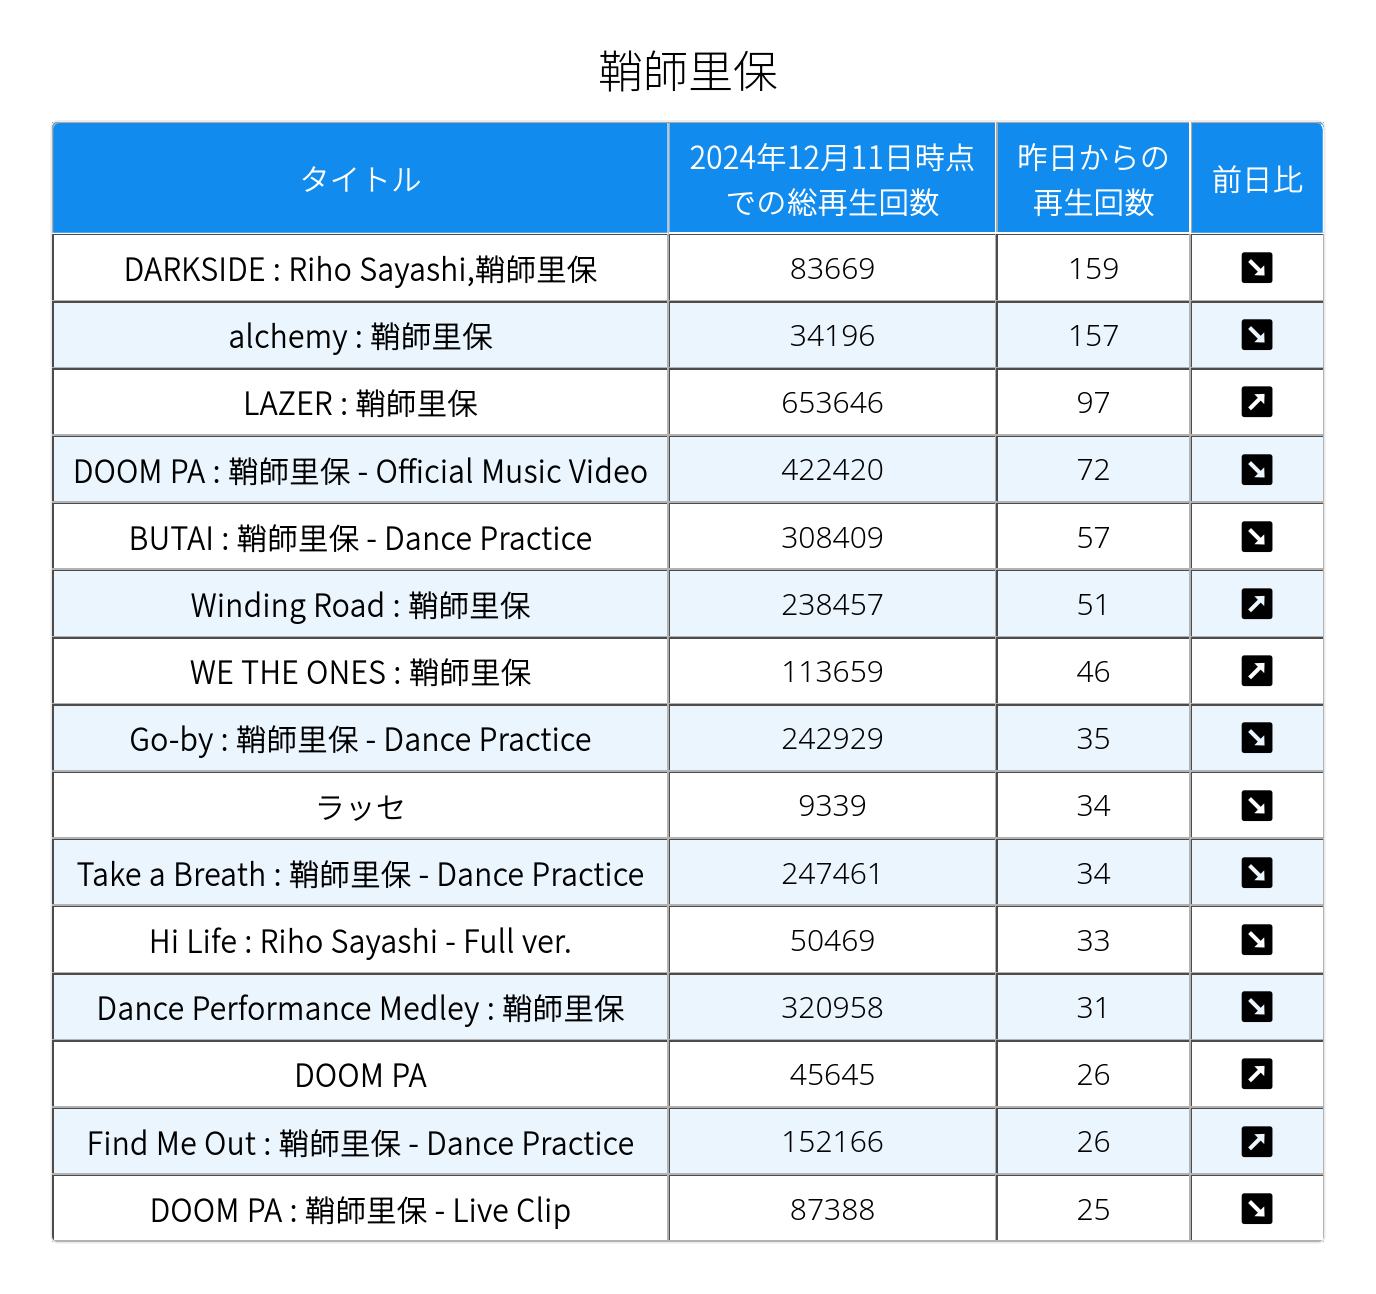 鞘師里保
タイトル
2024年12月11日時点
での総再生回数
昨日からの
再生回数
前日比
DARKSIDE : Riho Sayashi,鞘師里保 83669 159 ↘
alchemy : 鞘師里保 34196 157 ↘
LAZER : 鞘師里保 653646 97 ↗
DOOM PA : 鞘師里保 - Official Music Video 422420 72 ↘
BUTAI : 鞘師里保 - Dance Practice 308409 57 ↘
Winding Road : 鞘師里保 238457 51 ↗
WE THE ONES : 鞘師里保 113659 46 ↗
Go-by : 鞘師里保 - Dance Practice 242929 35 ↘
ラッセ 9339 34 ↘
Take a Breath : 鞘師里保 - Dance Practice 247461 34 ↘
Hi Life : Riho Sayashi - Full ver. 50469 33 ↘
Dance Performance Medley : 鞘師里保 320958 31 ↘
DOOM PA 45645 26 ↗
Find Me Out : 鞘師里保 - Dance Practice 152166 26 ↗
DOOM PA : 鞘師里保 - Live Clip 87388 25 ↘